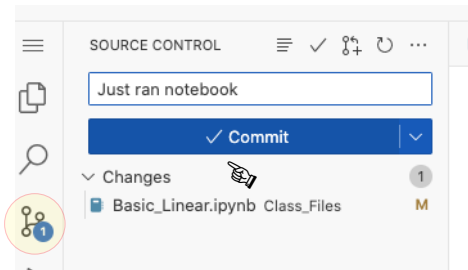 SOURCE CONTROL
Just ran notebook
Commit
Changes 1
Basic_Linear.ipynb Class_Files M
1